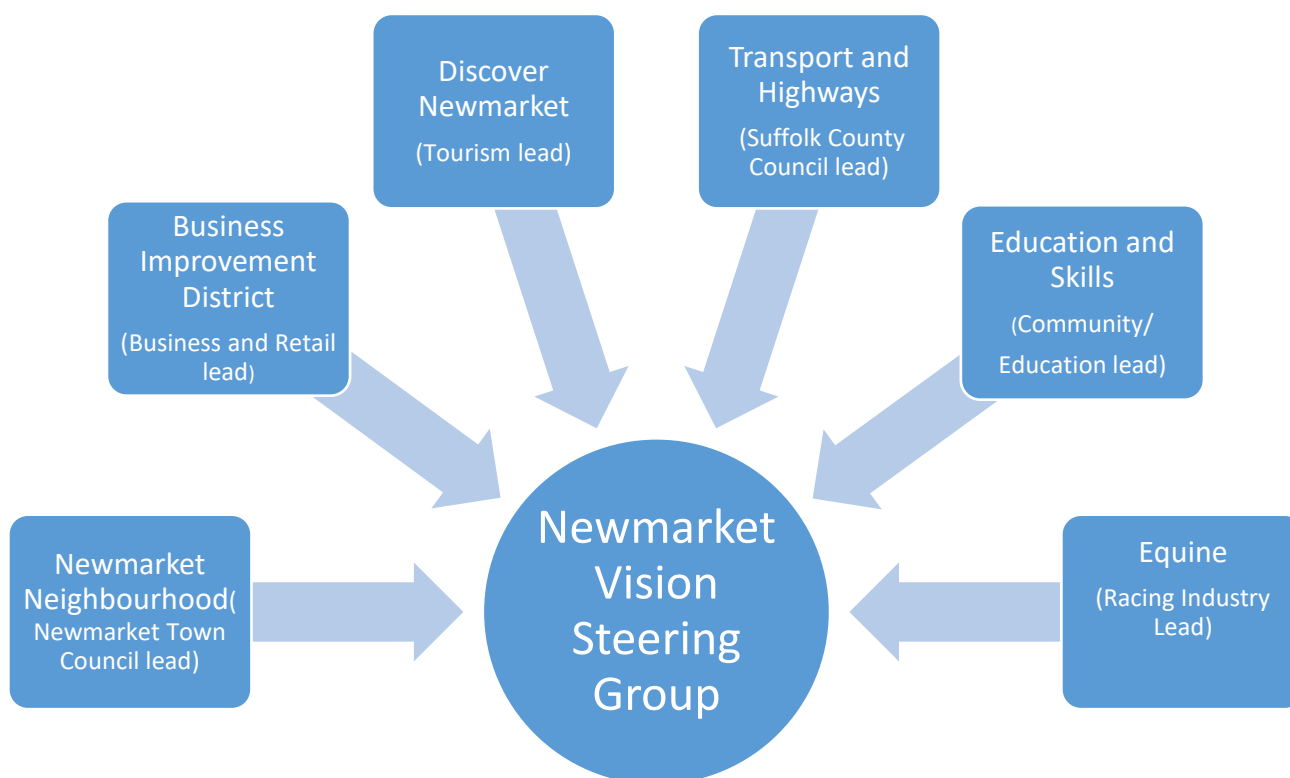 Discover
Newmarket
(Tourism lead)
Transport and
Highways
(Suffolk County
Council lead)
Business
Improvement
District
(Business and Retail
lead)
Education and
Skills
(Community/
Education lead)
Newmarket
Neighbourhood(
Newmarket Town
Council lead)
Newmarket
Vision
Steering
Group
Equine
(Racing Industry
Lead)